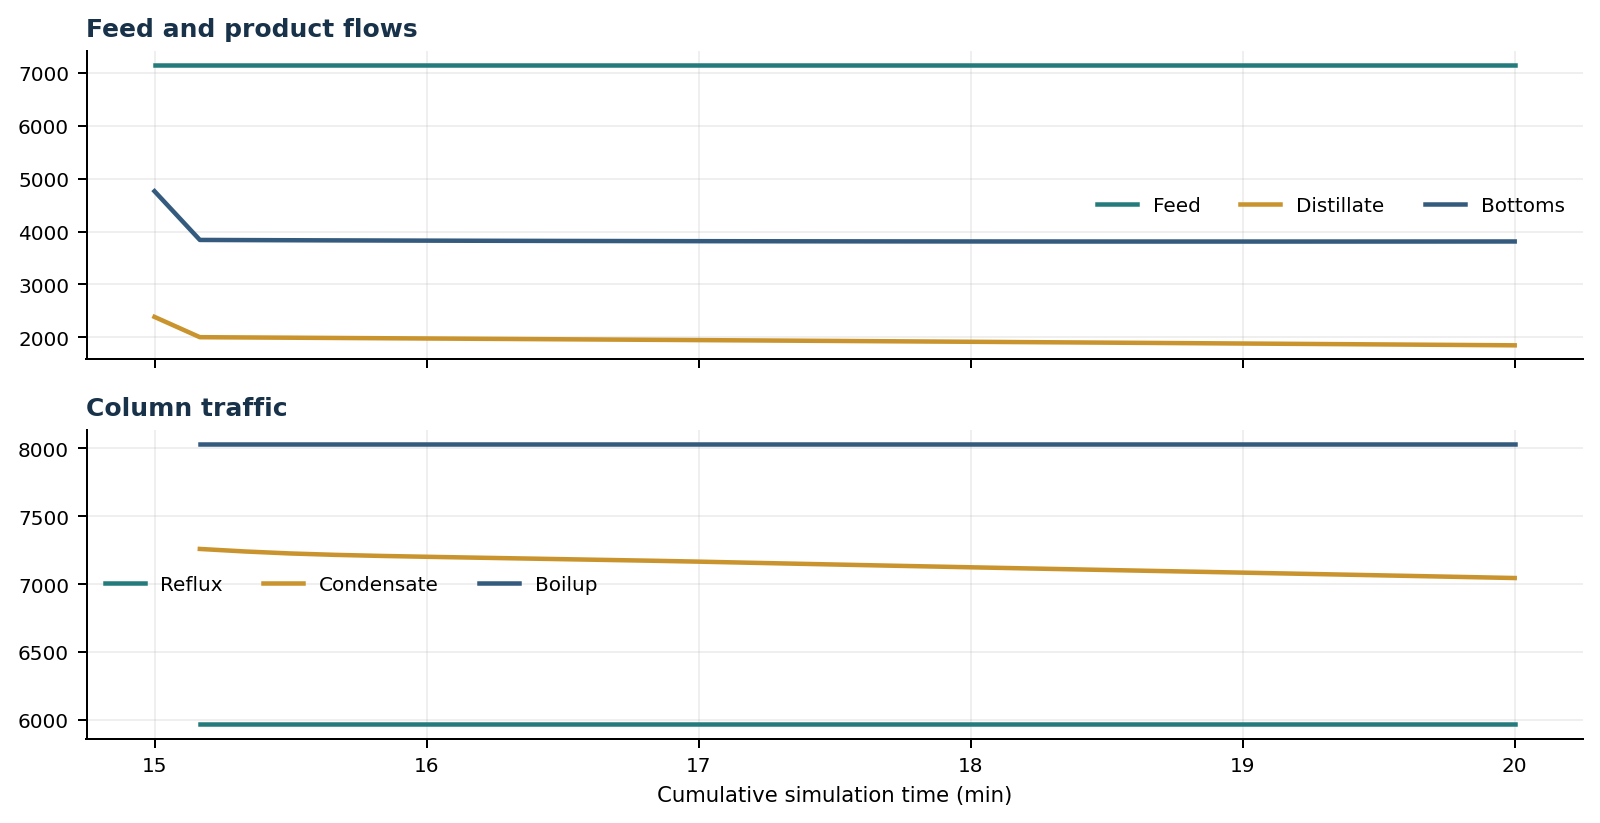 Feed and product flows
7000
6000
5000
4000
3000
2000
Feed Distillate Bottoms
Column traffic
8000
7500
7000
6500
6000
Reflux Condensate Boilup
15 16 17 18 19 20
Cumulative simulation time (min)